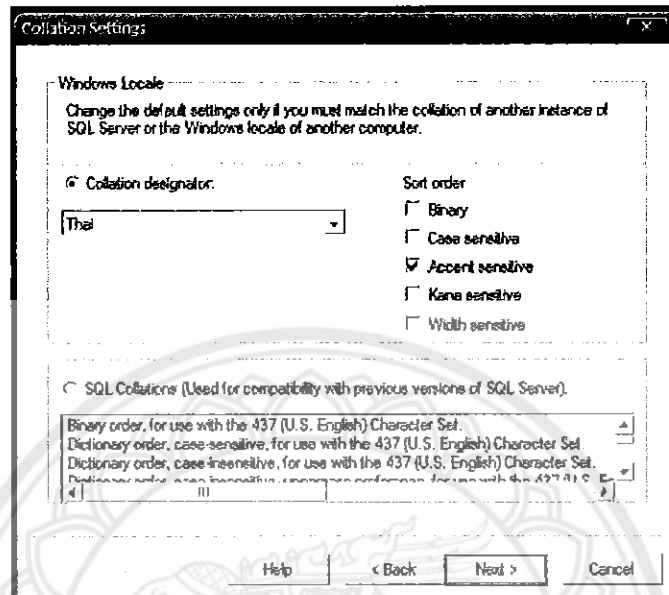 Collation Settings
Windows Locale
Change the default settings only if you must match the collation of another instance of
SQL Server or the Windows locale of another computer.
Collation designator:
Sort order
Thai
Binary
Case sensitive
Accent sensitive
Kana sensitive
Width sensitive
SQL Collations (Used for compatibility with previous versions of SQL Server).
Binary order, for use with the 437 (U.S. English) Character Set.
Dictionary order, case-sensitive, for use with the 437 (U.S. English) Character Set.
Dictionary order, case-insensitive, for use with the 437 (U.S. English) Character Set.
Help
< Back
Next >
Cancel